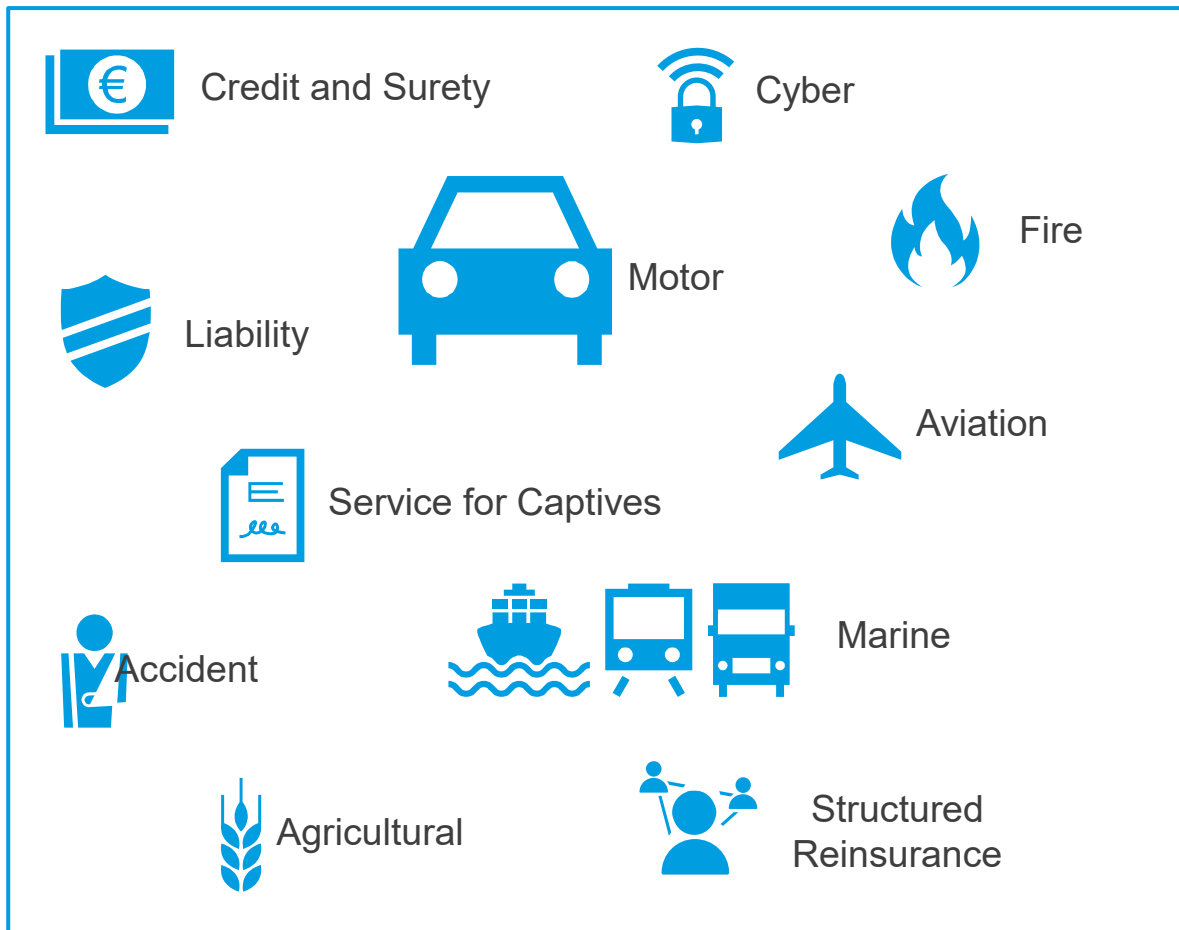 €
Credit and Surety
Cyber
Fire
Motor
Liability
Aviation
Service for Captives
Accident
Marine
Agricultural
Structured
Reinsurance